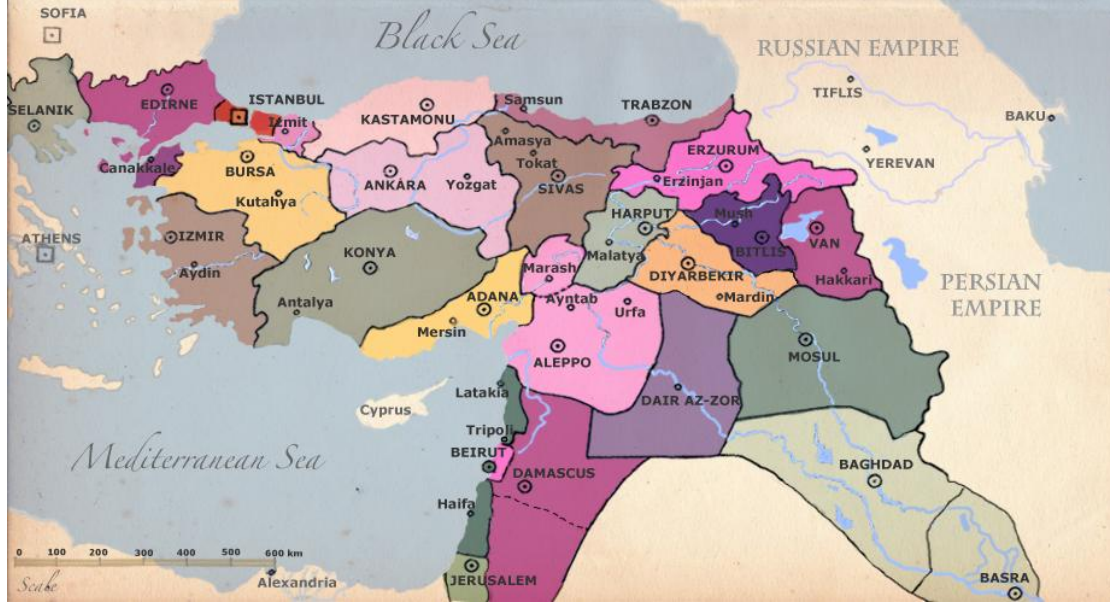 SOFIA
Black Sea
RUSSIAN EMPIRE
TIFLIS
BAKU
YEREVAN
SELANIK
EDIRNE
ISTANBUL
Izmit
KASTAMONU
Samsun
TRABZON
Canakkale
BURSA
Kutahya
ANKARA
Yozgat
Amasya
Tokat
SIVAS
ERZURUM
Erzinjan
HARPUT
Malatya
Mush
BITLIS
VAN
Hakkari
ATHENS
IZMIR
Aydin
KONYA
Antalya
ADANA
Mersin
Marash
Ayntab
Urfa
DIYARBEKIR
Mardin
PERSIAN
EMPIRE
ALEPPO
MOSUL
DAIR AZ-ZOR
Cyprus
Latakia
Tripoli
BEIRUT
DAMASCUS
Mediterranean Sea
Haifa
BAGHDAD
0 100 200 300 400 500 600 km
Scale
Alexandria
JERUSALEM
BASRA